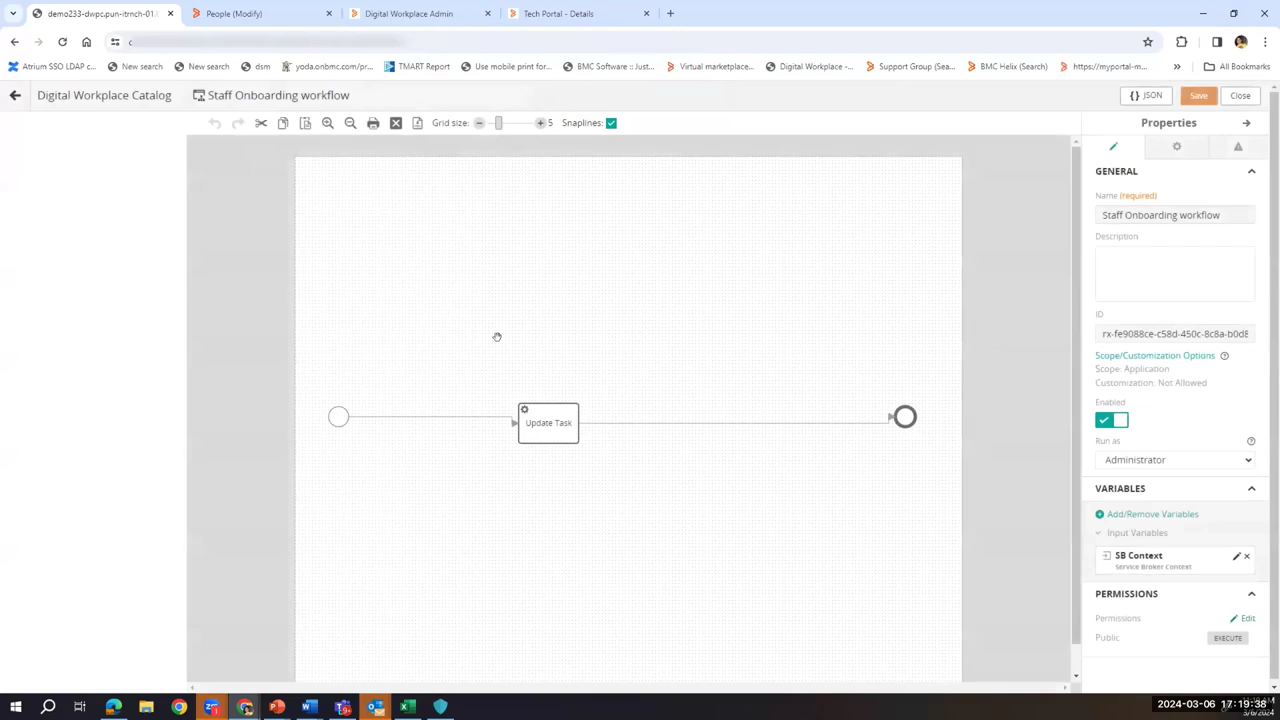 demo233-dwpc.pun-itrnch-01.b
People (Modify)
Digital Workplace Admin
Tech Portal - Details
Atrium SSO LDAP c...
New search
New search
dsm
yoda.onbmc.com/pr...
TMART Report
Use mobile print for...
BMC Software :: Just...
Virtual marketplace...
Digital Workplace -...
Support Group (Sea...
BMC Helix (Search)
https://myportal-m...
All Bookmarks
Digital Workplace Catalog
Staff Onboarding workflow
{ } JSON
Save
Close
Grid size:
5
Snaplines:
Properties
GENERAL
Name (required)
Staff Onboarding workflow
Description
ID
rx-fe9088ce-c58d-450c-8c8a-b0d8
Scope/Customization Options
Scope: Application
Customization: Not Allowed
Enabled
Run as
Administrator
Update Task
VARIABLES
Add/Remove Variables
Input Variables
SB Context
Service Broker Context
PERMISSIONS
Permissions
Edit
Public
EXECUTE
2024-03-06 17:19:38
3/6/2024